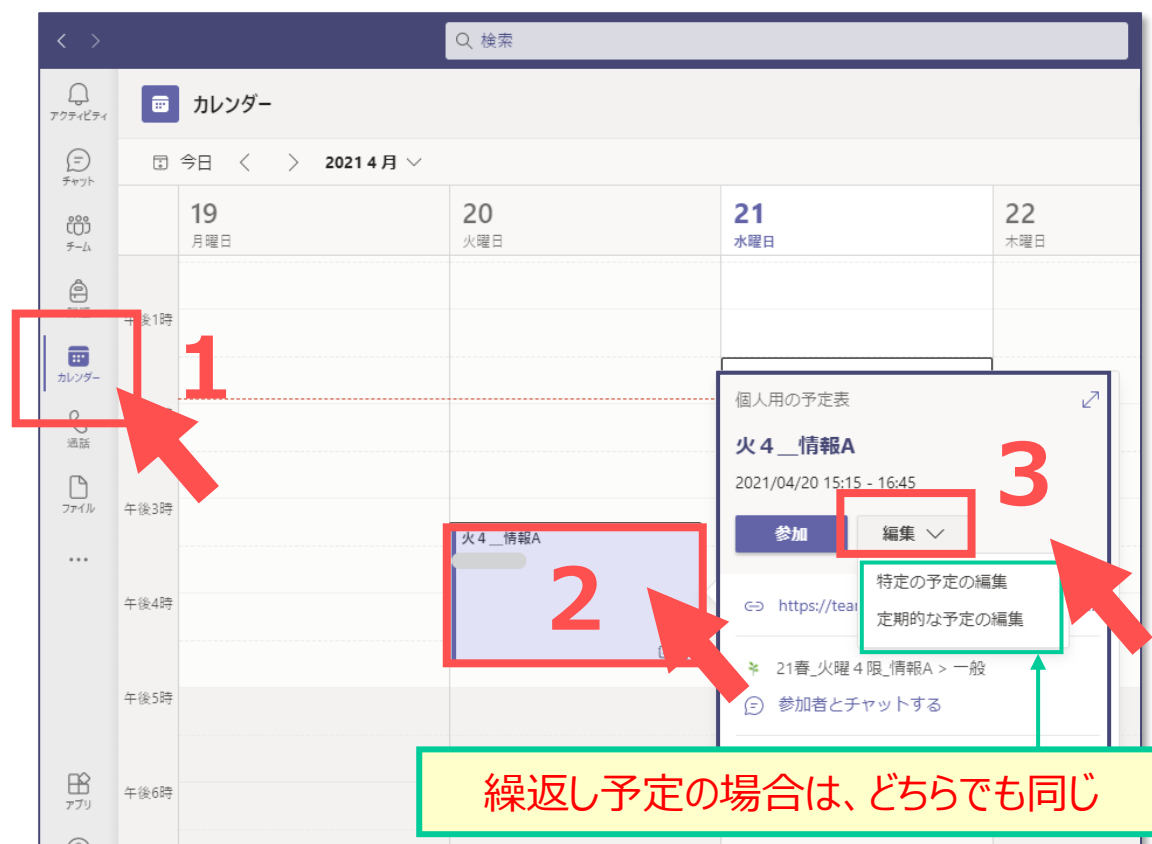 検索
アクティビティ
カレンダー
チャット
今日
2021 4 月
チーム
19
月曜日
20
火曜日
21
水曜日
22
木曜日
午後1時
1
カレンダー
通話
ファイル
午後3時
火４__情報A
2
午後4時
個人用の予定表
火４__情報A
2021/04/20 15:15 - 16:45
3
参加
編集
特定の予定の編集
定期的な予定の編集
https://tea
21春_火曜４限_情報A > 一般
参加者とチャットする
午後5時
繰返し予定の場合は、どちらでも同じ
アプリ
午後6時